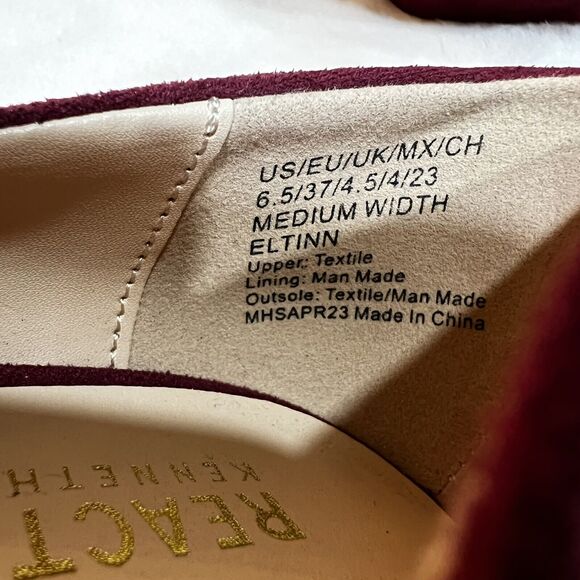 US/EU/UK/MX/CH
6.5/37/4.5/4/23
MEDIUM WIDTH
ELTINN
Upper: Textile
Lining: Man Made
Outsole: Textile/Man Made
MHSAPR23 Made In China
REACT
KENNETH